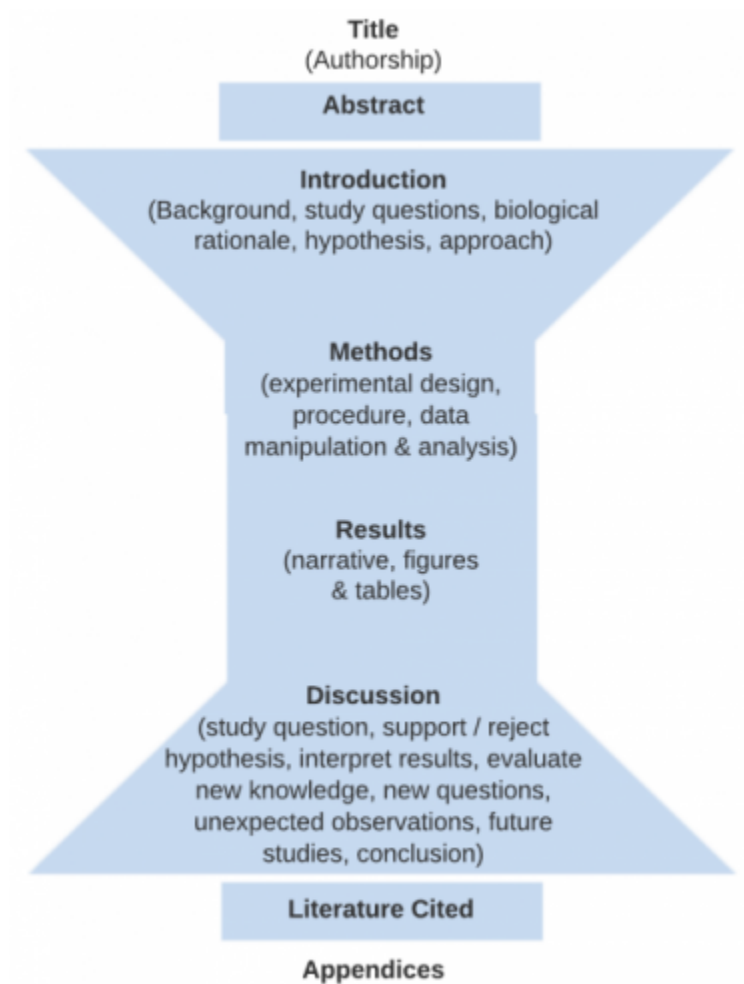 Title
(Authorship)
Abstract
Introduction
(Background, study questions, biological
rationale, hypothesis, approach)
Methods
(experimental design,
procedure, data
manipulation & analysis)
Results
(narrative, figures
& tables)
Discussion
(study question, support / reject
hypothesis, interpret results, evaluate
new knowledge, new questions,
unexpected observations, future
studies, conclusion)
Literature Cited
Appendices